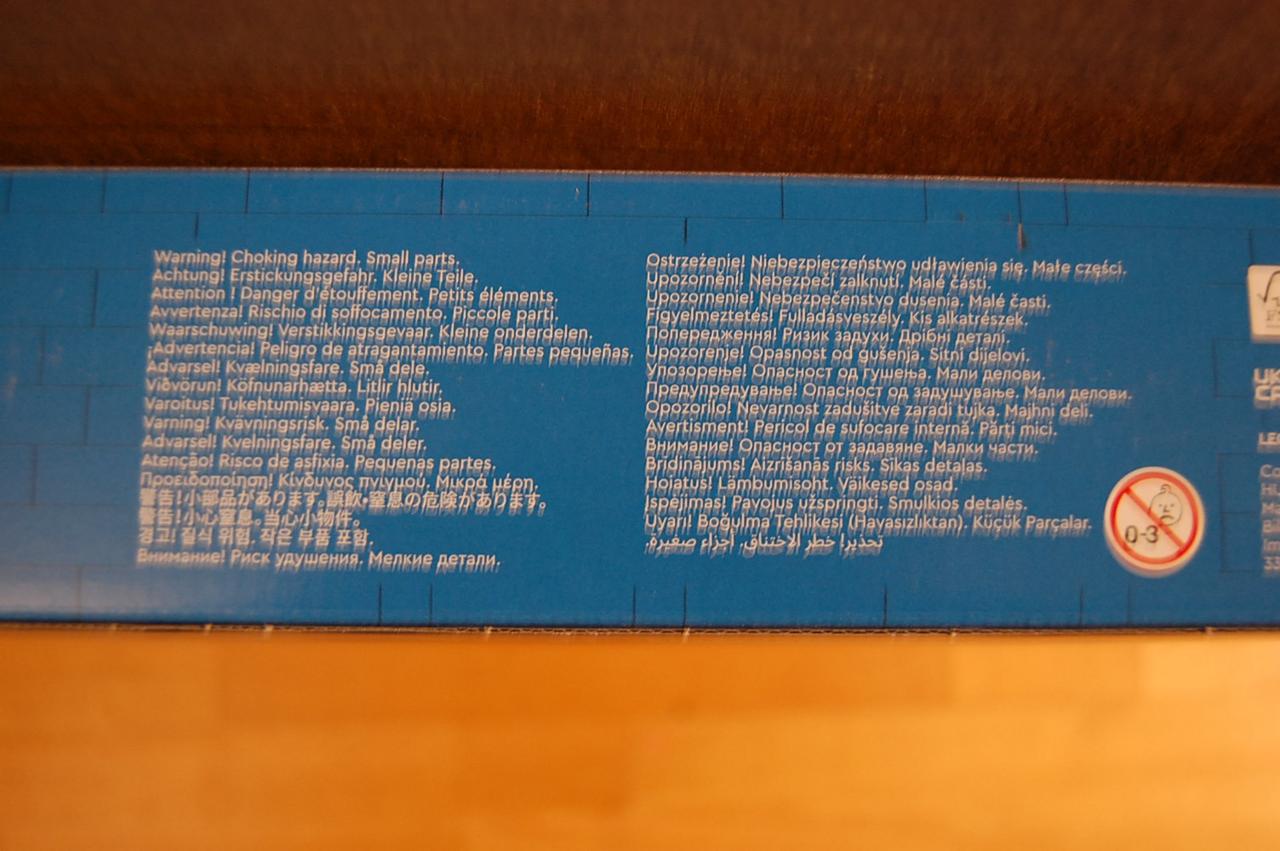 Warning! Choking hazard. Small parts.
Achtung! Erstickungsgefahr. Kleine Teile.
Attention ! Danger d'étouffement. Petits éléments.
Avvertenza! Rischio di soffocamento. Piccole parti.
Waarschuwing! Verstikkingsgevaar. Kleine onderdelen.
¡Advertencia! Peligro de atragantamiento. Partes pequeñas.
Advarsel! Kvælningsfare. Små dele.
Viðvörun! Köfnunarhætta. Litlir hlutir.
Varoitus! Tukehtumisvaara. Pieniä osia.
Varning! Kvävningsrisk. Små delar.
Advarsel! Kvelningsfare. Små deler.
Atenção! Risco de asfixia. Pequenas partes.
Προειδοποίηση! Κίνδυνος πνιγμού. Μικρά μέρη.
警告!小部品があります。誤飲・窒息の危険があります。
警告!小心窒息。当心小物件。
경고! 질식 위험. 작은 부품 포함.
Внимание! Риск удушения. Мелкие детали.
Ostrzeżenie! Niebezpieczeństwo udławienia się. Małe części.
Upozornění! Nebezpečí zalknutí. Malé části.
Upozornenie! Nebezpečenstvo dusenia. Malé časti.
Figyelmeztetés! Fulladásveszély. Kis alkatrészek.
Попередження! Ризик задухи. Дрібні деталі.
Upozorenje! Opasnost od gušenja. Sitni dijelovi.
Упозорење! Опасност од гушења. Мали делови.
Предупредување! Опасност од задушување. Мали делови.
Opozorilo! Nevarnost zadušitve zaradi tujka. Majhni deli.
Avertisment! Pericol de sufocare internă. Părți mici.
Внимание! Опасност от задавяне. Малки части.
Brīdinājums! Aizrīšanās risks. Sīkas detaļas.
Hoiatus! Lämbumisoht. Väikesed osad.
Įspėjimas! Pavojus užspringti. Smulkios detalės.
Uyarı! Boğulma Tehlikesi (Havasızlıktan). Küçük Parçalar.
تحذير! خطر الاختناق. أجزاء صغيرة.
0-3